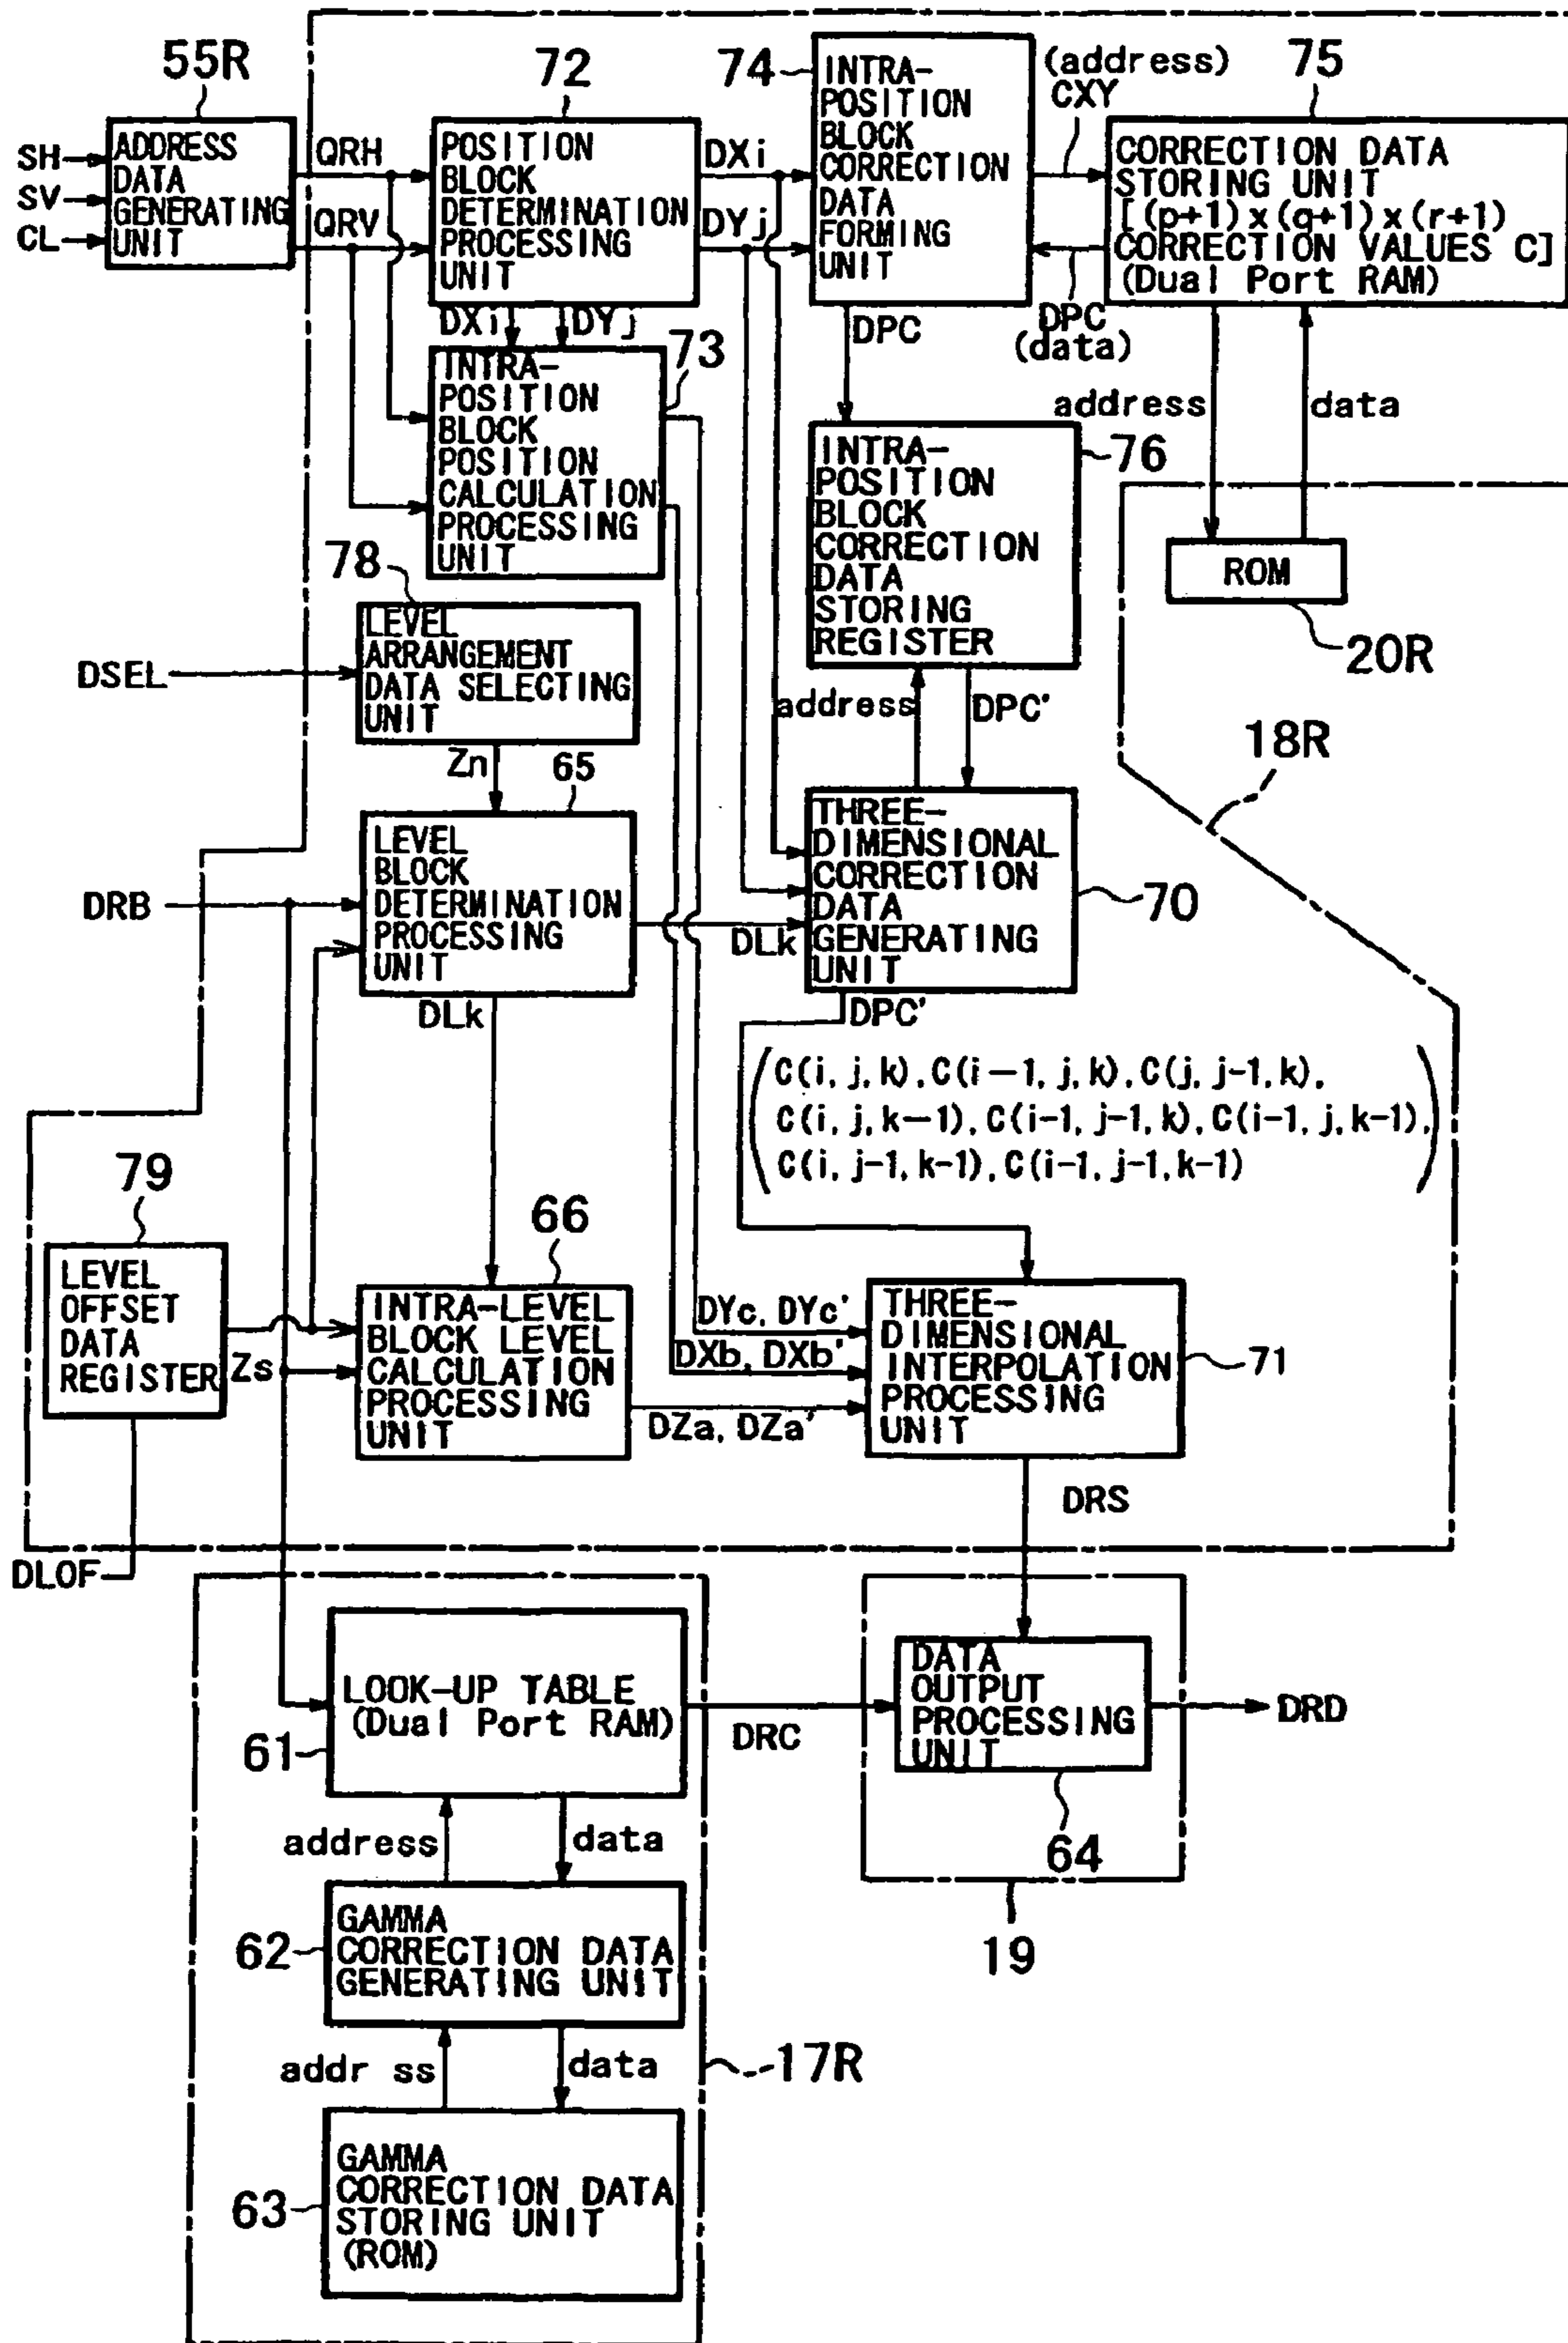 55R
72
74
(address)
CXY
75
SH
SV
CL
ADDRESS
DATA
GENERATING
UNIT
QRH
QRV
POSITION
BLOCK
DETERMINATION
PROCESSING
UNIT
DXi
DYj
INTRA-
POSITION
BLOCK
CORRECTION
DATA
FORMING
UNIT
CORRECTION DATA
STORING UNIT
[(p+1)x(q+1)x(r+1)
CORRECTION VALUES C]
(Dual Port RAM)
DXi
DYj
73
DPC
DPC
(data)
INTRA-
POSITION
BLOCK
POSITION
CALCULATION
PROCESSING
UNIT
address
data
76
INTRA-
POSITION
BLOCK
CORRECTION
DATA
STORING
REGISTER
ROM
20R
78
LEVEL
ARRANGEMENT
DATA SELECTING
UNIT
DSEL
address
DPC'
18R
Zn
65
LEVEL
BLOCK
DETERMINATION
PROCESSING
UNIT
DRB
THREE-
DIMENSIONAL
CORRECTION
DATA
GENERATING
UNIT
70
DLk
DLk
DPC'
C(i, j, k), C(i-1, j, k), C(j, j-1, k),
C(i, j, k-1), C(i-1, j-1, k), C(i-1, j, k-1),
C(i, j-1, k-1), C(i-1, j-1, k-1)
79
66
LEVEL
OFFSET
DATA
REGISTER
Zs
INTRA-LEVEL
BLOCK LEVEL
CALCULATION
PROCESSING
UNIT
DYc, DYc'
DXb, DXb'
DZa, DZa'
THREE-
DIMENSIONAL
INTERPOLATION
PROCESSING
UNIT
71
DRS
DLOF
LOOK-UP TABLE
(Dual Port RAM)
61
DRC
DATA
OUTPUT
PROCESSING
UNIT
DRD
64
address
data
19
62
GAMMA
CORRECTION DATA
GENERATING UNIT
addr ss
data
17R
63
GAMMA
CORRECTION DATA
STORING UNIT
(ROM)